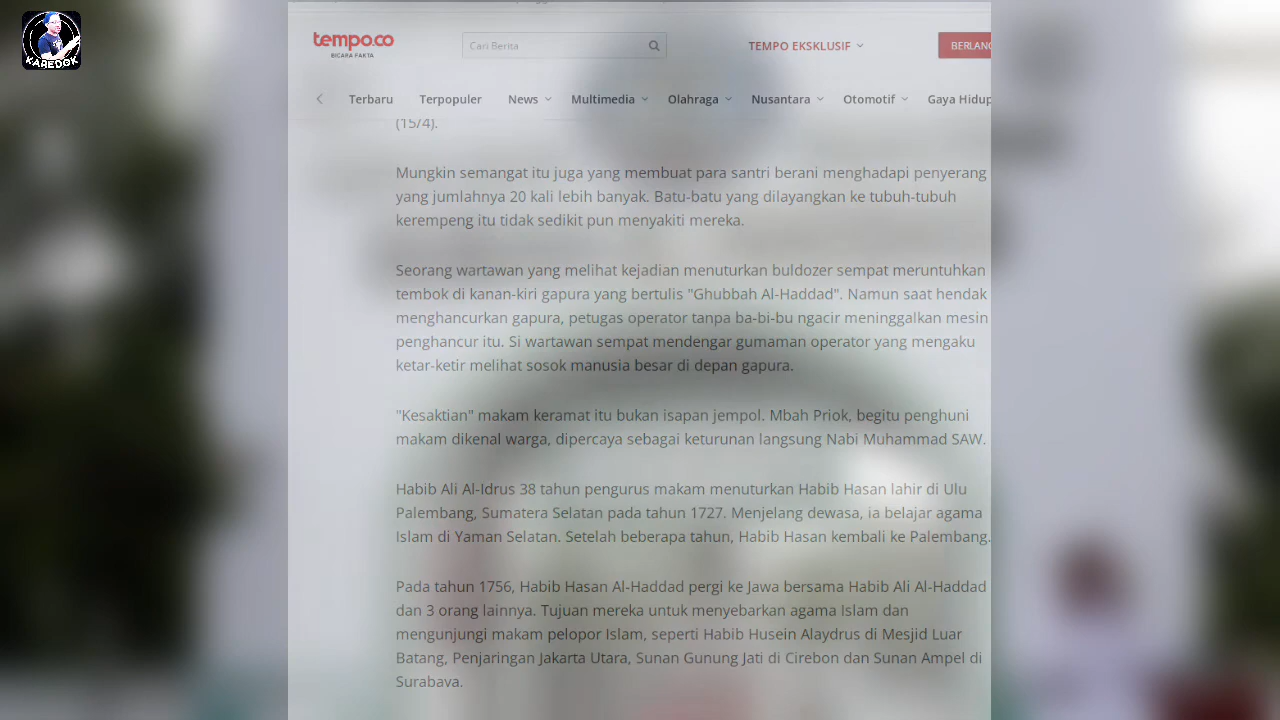 KAREDOK
tempo.co
BICARA FAKTA
Cari Berita
TEMPO EKSKLUSIF
BERLANG
Terbaru
Terpopuler
News
Multimedia
Olahraga
Nusantara
Otomotif
Gaya Hidup
(15/4).
Mungkin semangat itu juga yang membuat para santri berani menghadapi penyerang
yang jumlahnya 20 kali lebih banyak. Batu-batu yang dilayangkan ke tubuh-tubuh
kerempeng itu tidak sedikit pun menyakiti mereka.
Seorang wartawan yang melihat kejadian menuturkan buldozer sempat meruntuhkan
tembok di kanan-kiri gapura yang bertulis "Ghubbah Al-Haddad". Namun saat hendak
menghancurkan gapura, petugas operator tanpa ba-bi-bu ngacir meninggalkan mesin
penghancur itu. Si wartawan sempat mendengar gumaman operator yang mengaku
ketar-ketir melihat sosok manusia besar di depan gapura.
"Kesaktian" makam keramat itu bukan isapan jempol. Mbah Priok, begitu penghuni
makam dikenal warga, dipercaya sebagai keturunan langsung Nabi Muhammad SAW.
Habib Ali Al-Idrus 38 tahun pengurus makam menuturkan Habib Hasan lahir di Ulu
Palembang, Sumatera Selatan pada tahun 1727. Menjelang dewasa, ia belajar agama
Islam di Yaman Selatan. Setelah beberapa tahun, Habib Hasan kembali ke Palembang.
Pada tahun 1756, Habib Hasan Al-Haddad pergi ke Jawa bersama Habib Ali Al-Haddad
dan 3 orang lainnya. Tujuan mereka untuk menyebarkan agama Islam dan
mengunjungi makam pelopor Islam, seperti Habib Husein Alaydrus di Mesjid Luar
Batang, Penjaringan Jakarta Utara, Sunan Gunung Jati di Cirebon dan Sunan Ampel di
Surabaya.